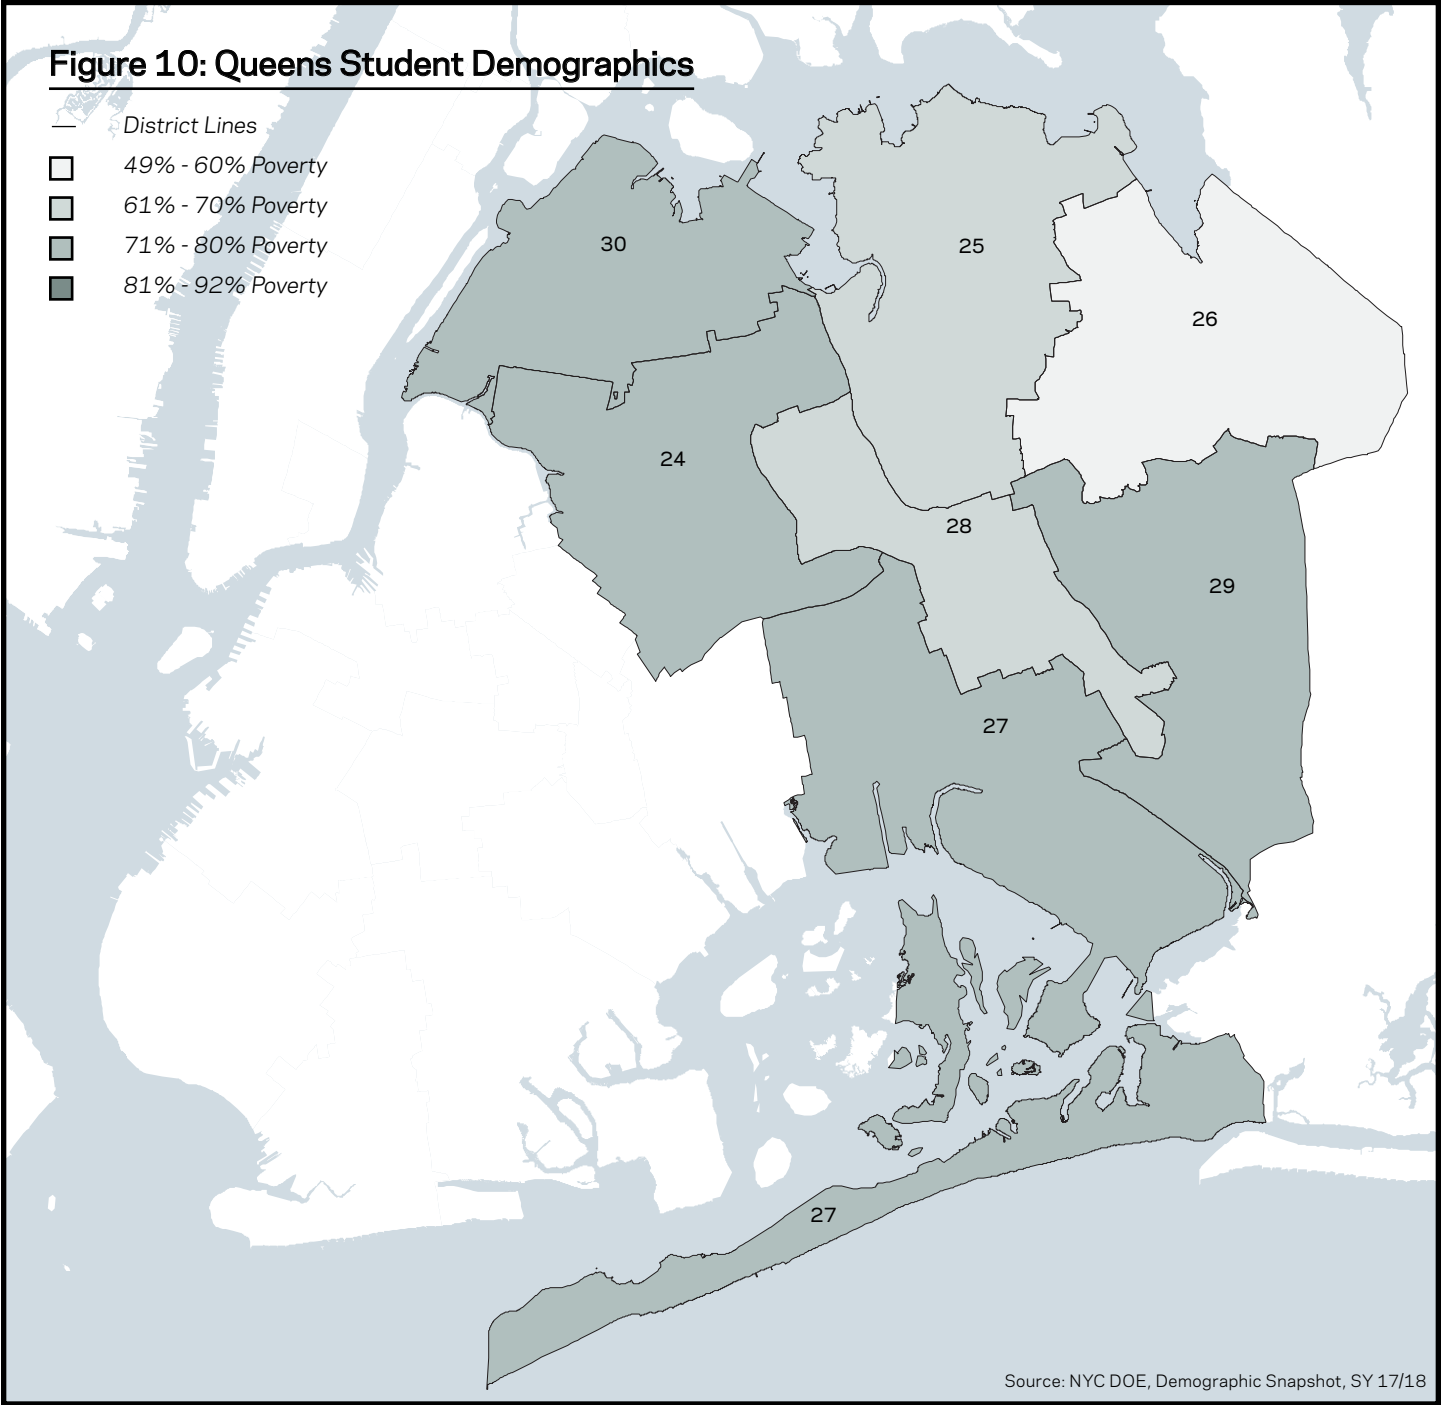 Figure 10: Queens Student Demographics
District Lines
49% - 60% Poverty
61% - 70% Poverty
71% - 80% Poverty
81% - 92% Poverty
30
25
26
24
28
29
27
27
Source: NYC DOE, Demographic Snapshot, SY 17/18